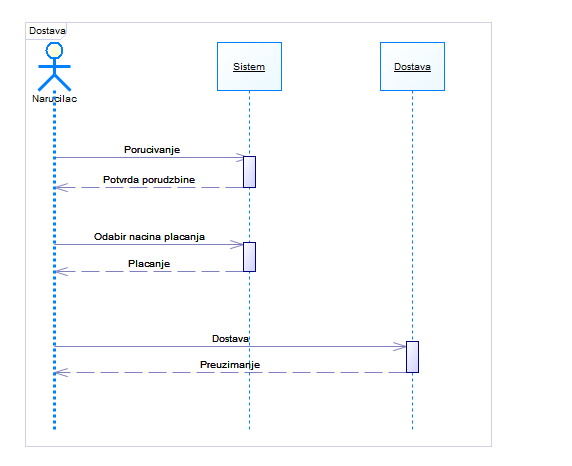 Dostava
Narucilac
Sistem
Dostava
Porucivanje
Potvrda porudzbine
Odabir nacina placanja
Placanje
Dostava
Preuzimanje